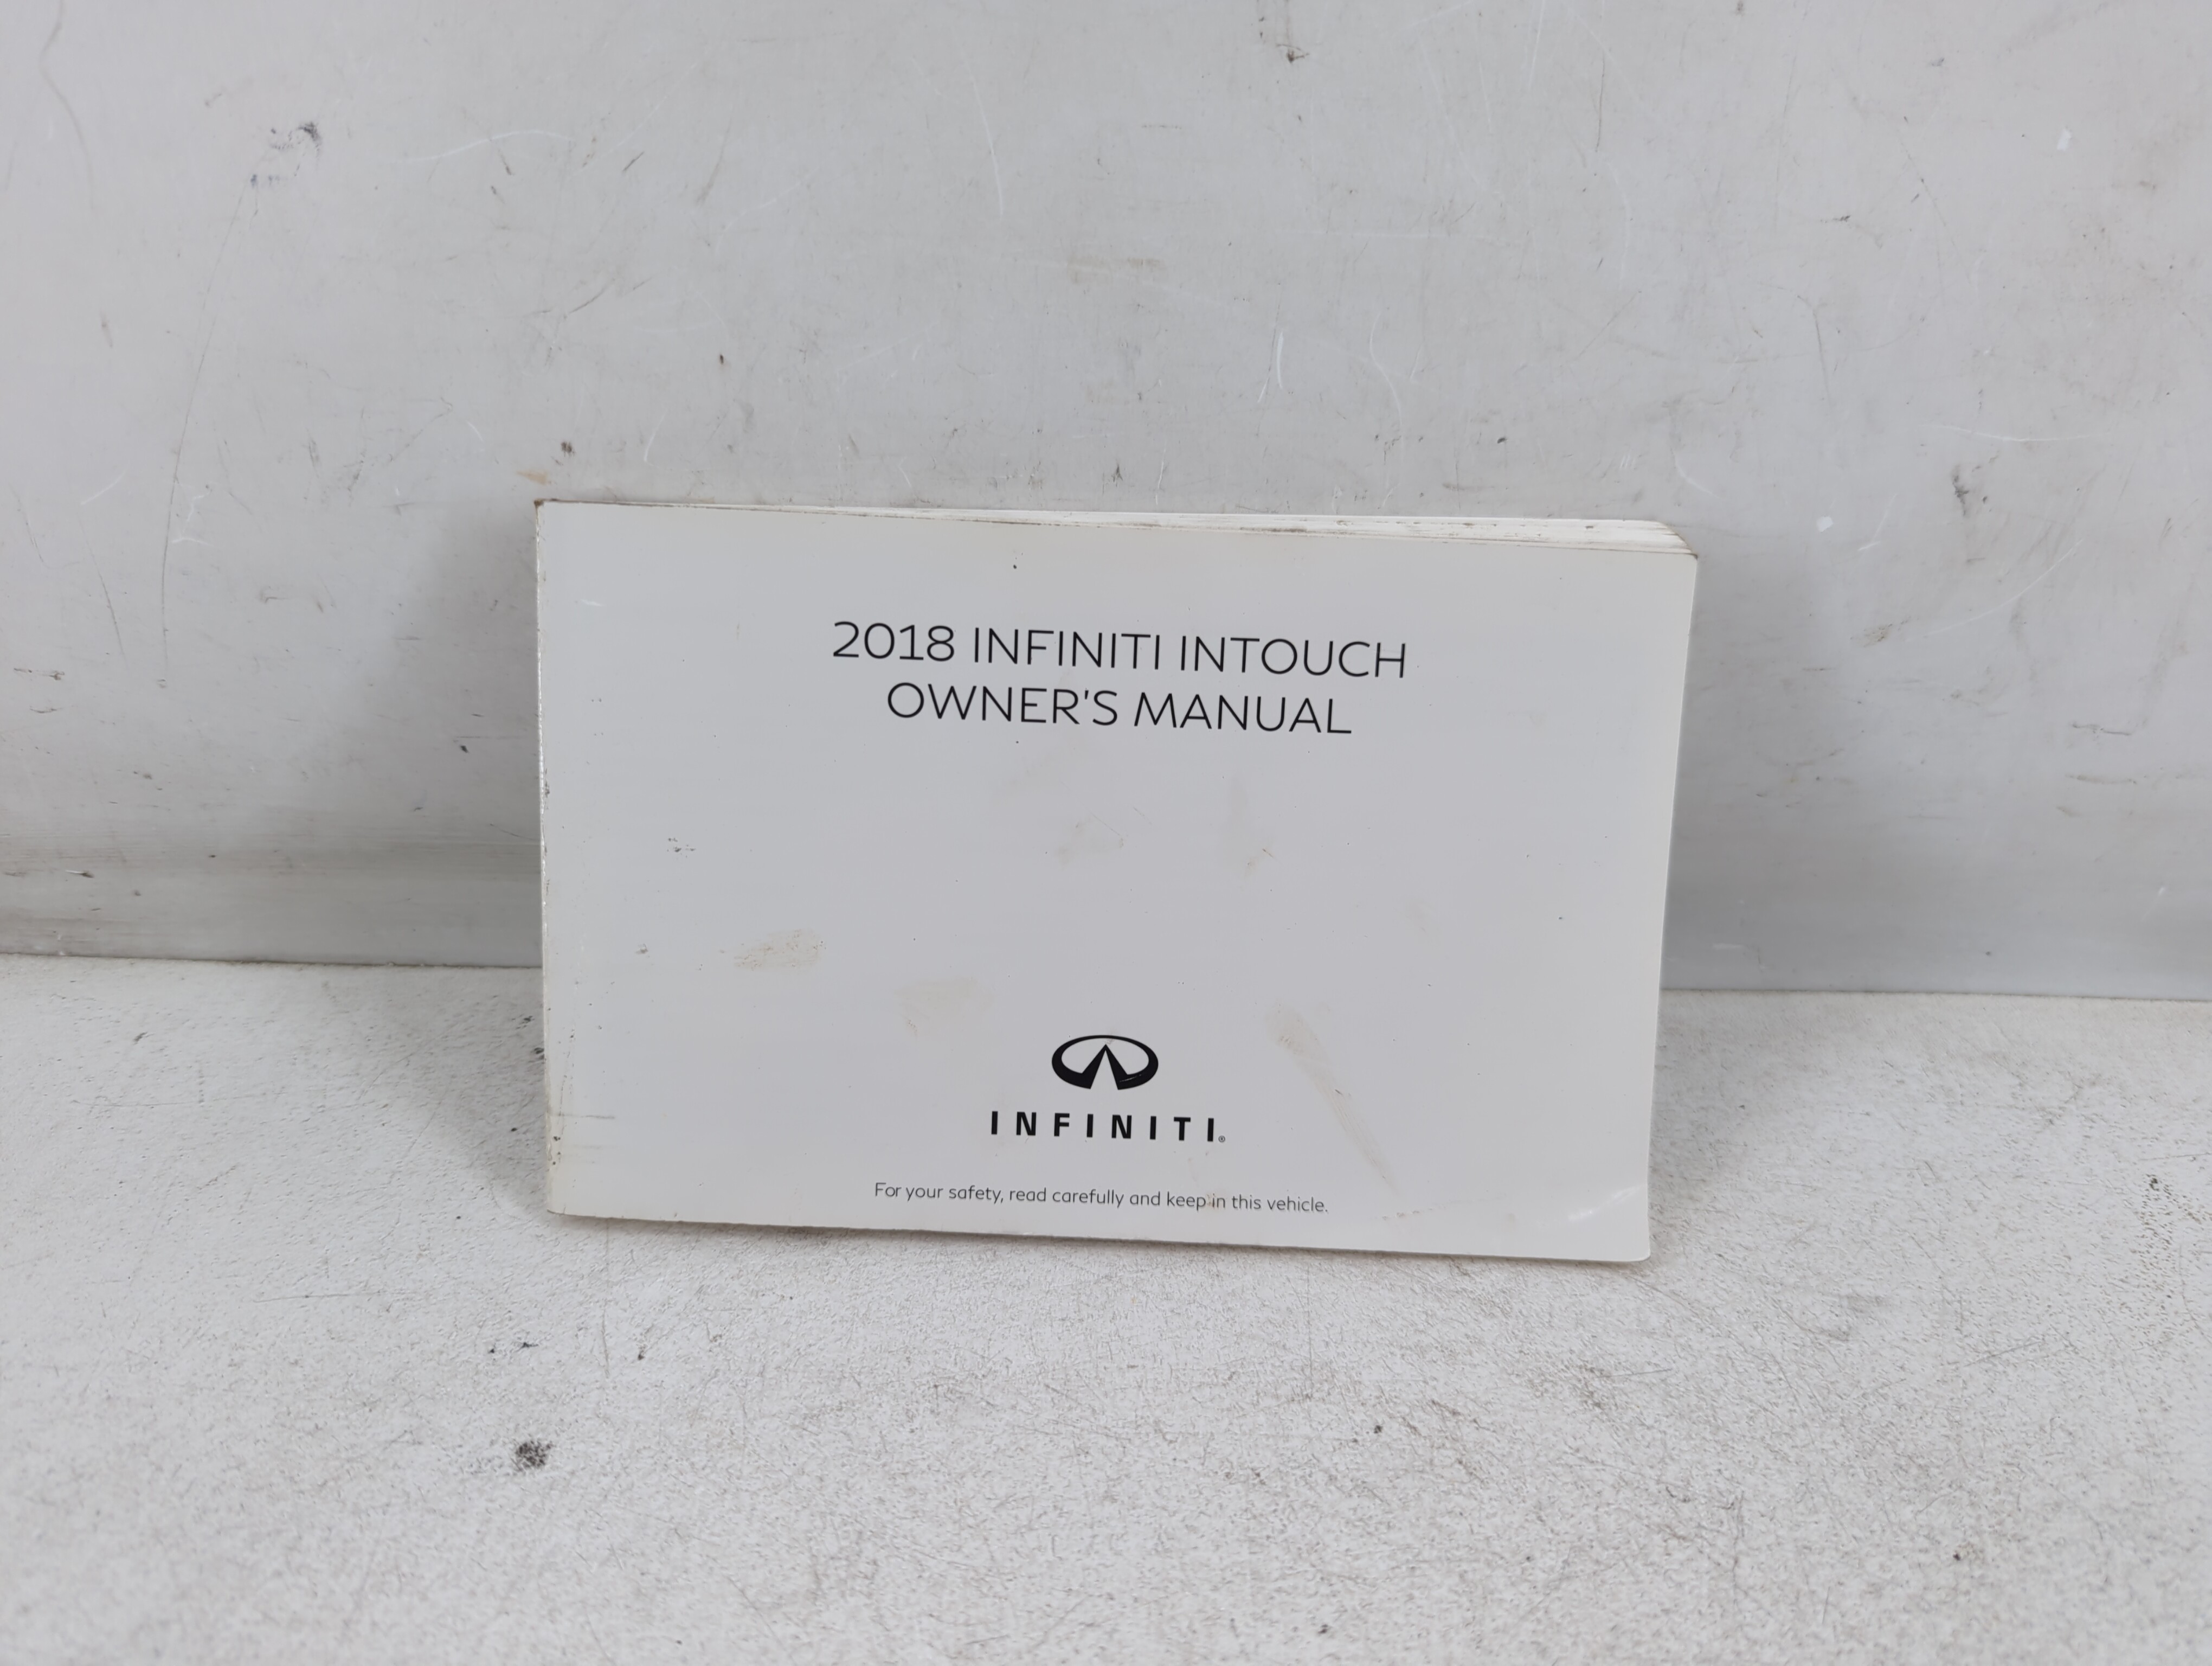 2018 INFINITI INTOUCH
OWNER'S MANUAL
INFINITI®
For your safety, read carefully and keep in this vehicle.